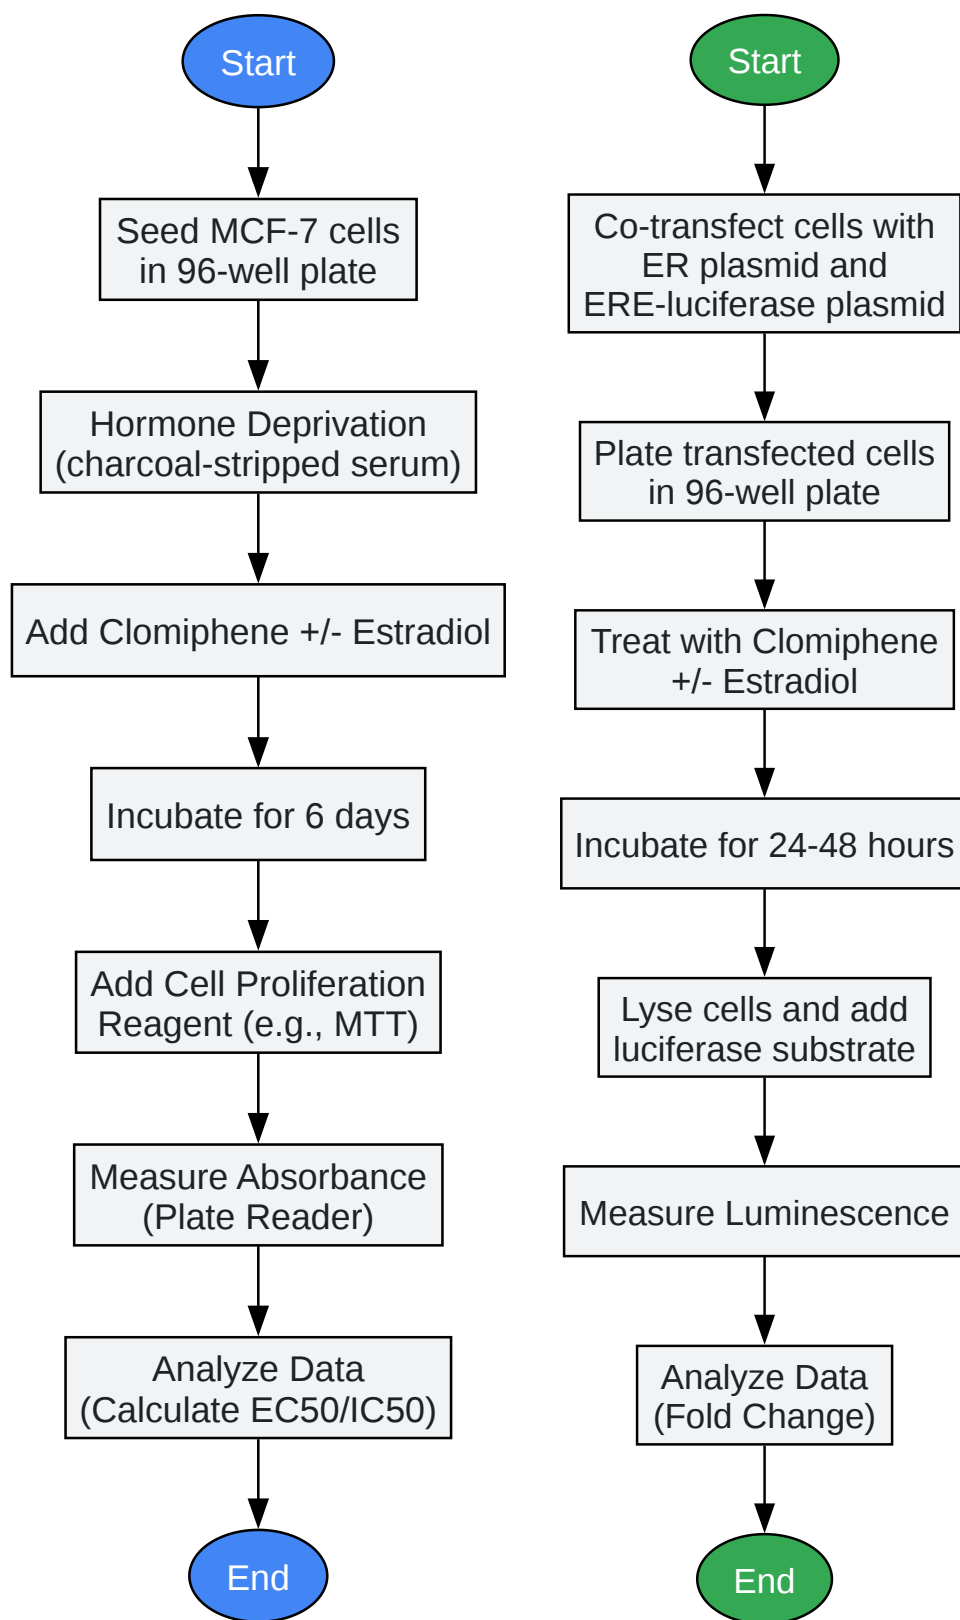 Start
Seed MCF-7 cells
in 96-well plate
Hormone Deprivation
(charcoal-stripped serum)
Add Clomiphene +/- Estradiol
Incubate for 6 days
Add Cell Proliferation
Reagent (e.g., MTT)
Measure Absorbance
(Plate Reader)
Analyze Data
(Calculate EC50/IC50)
End
Start
Co-transfect cells with
ER plasmid and
ERE-luciferase plasmid
Plate transfected cells
in 96-well plate
Treat with Clomiphene
+/- Estradiol
Incubate for 24-48 hours
Lyse cells and add
luciferase substrate
Measure Luminescence
Analyze Data
(Fold Change)
End